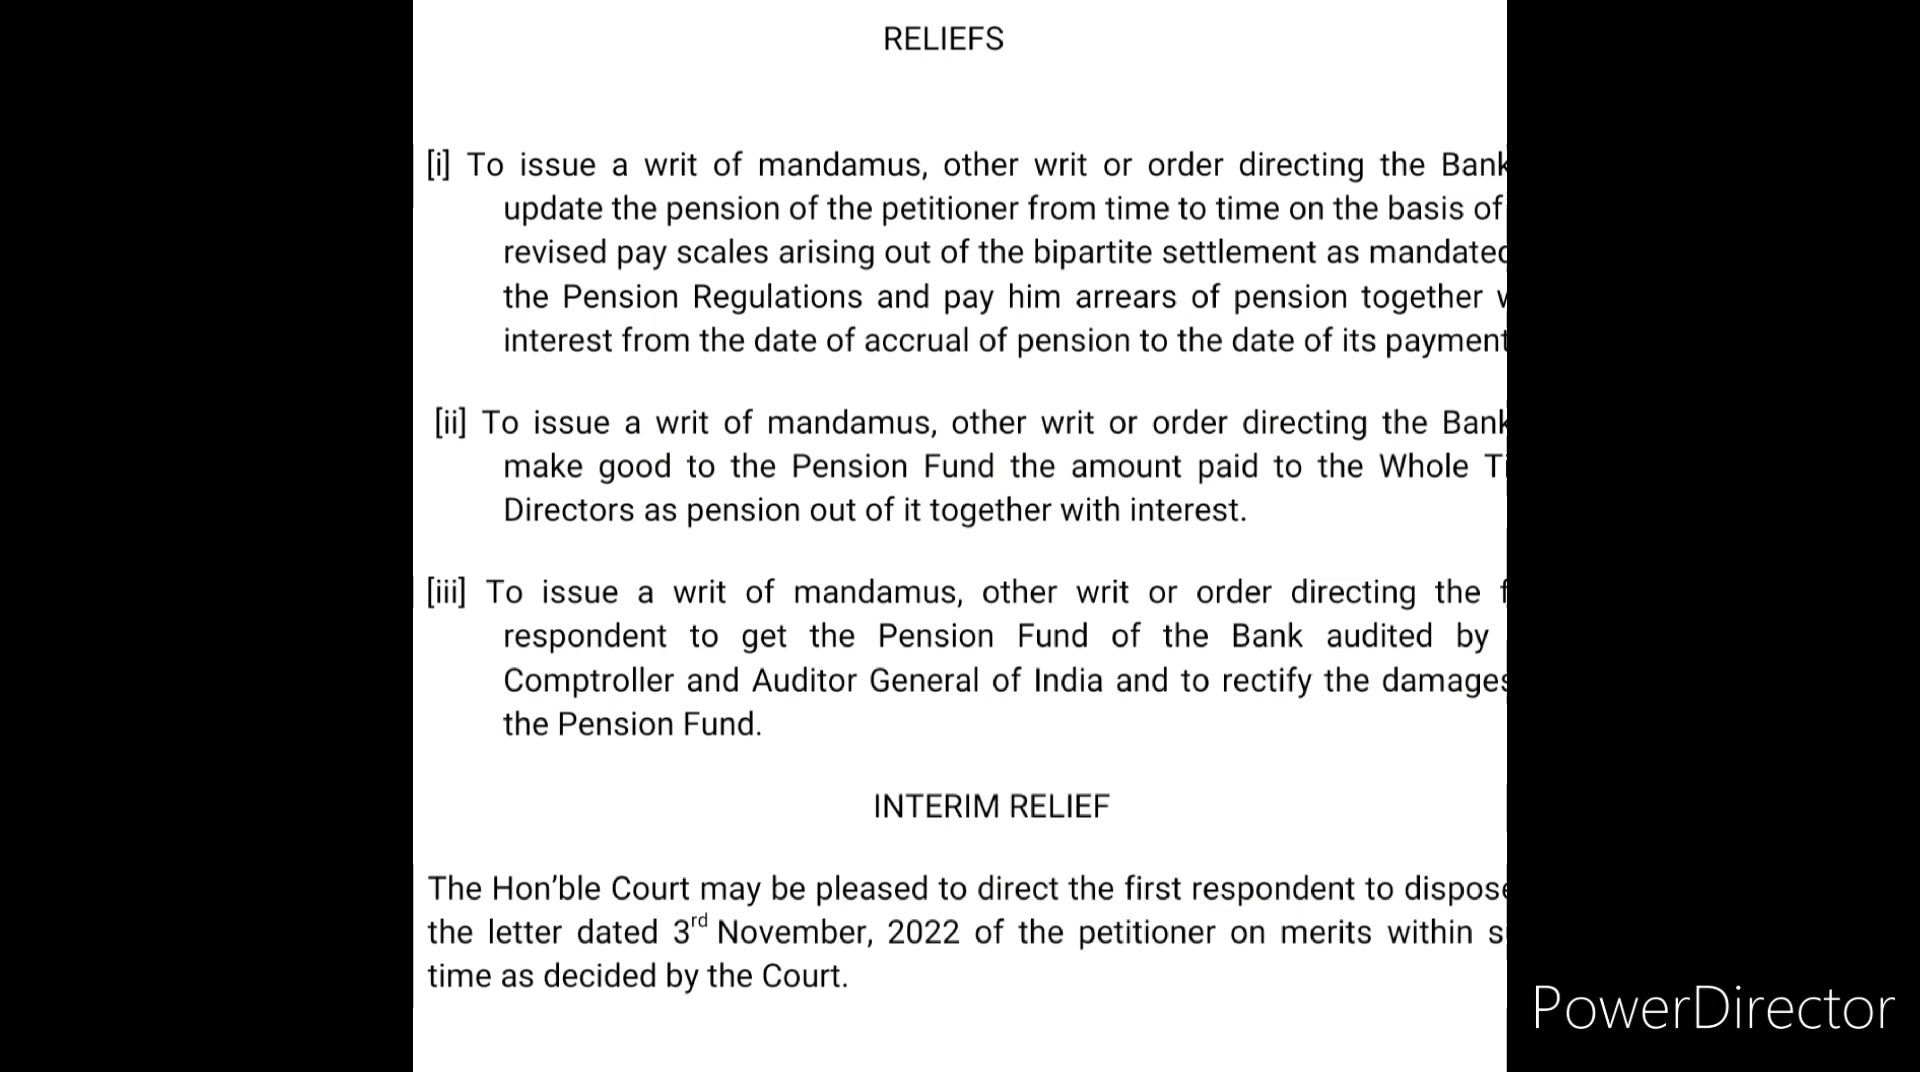 RELIEFS
[i] To issue a writ of mandamus, other writ or order directing the Bank
update the pension of the petitioner from time to time on the basis of
revised pay scales arising out of the bipartite settlement as mandated
the Pension Regulations and pay him arrears of pension together
interest from the date of accrual of pension to the date of its payment
[ii] To issue a writ of mandamus, other writ or order directing the Bank
make good to the Pension Fund the amount paid to the Whole
Directors as pension out of it together with interest.
[iii] To issue a writ of mandamus, other writ or order directing the
respondent to get the Pension Fund of the Bank audited by
Comptroller and Auditor General of India and to rectify the damages
the Pension Fund.
INTERIM RELIEF
The Hon’ble Court may be pleased to direct the first respondent to dispose
the letter dated 3rd November, 2022 of the petitioner on merits within
time as decided by the Court.
PowerDirector